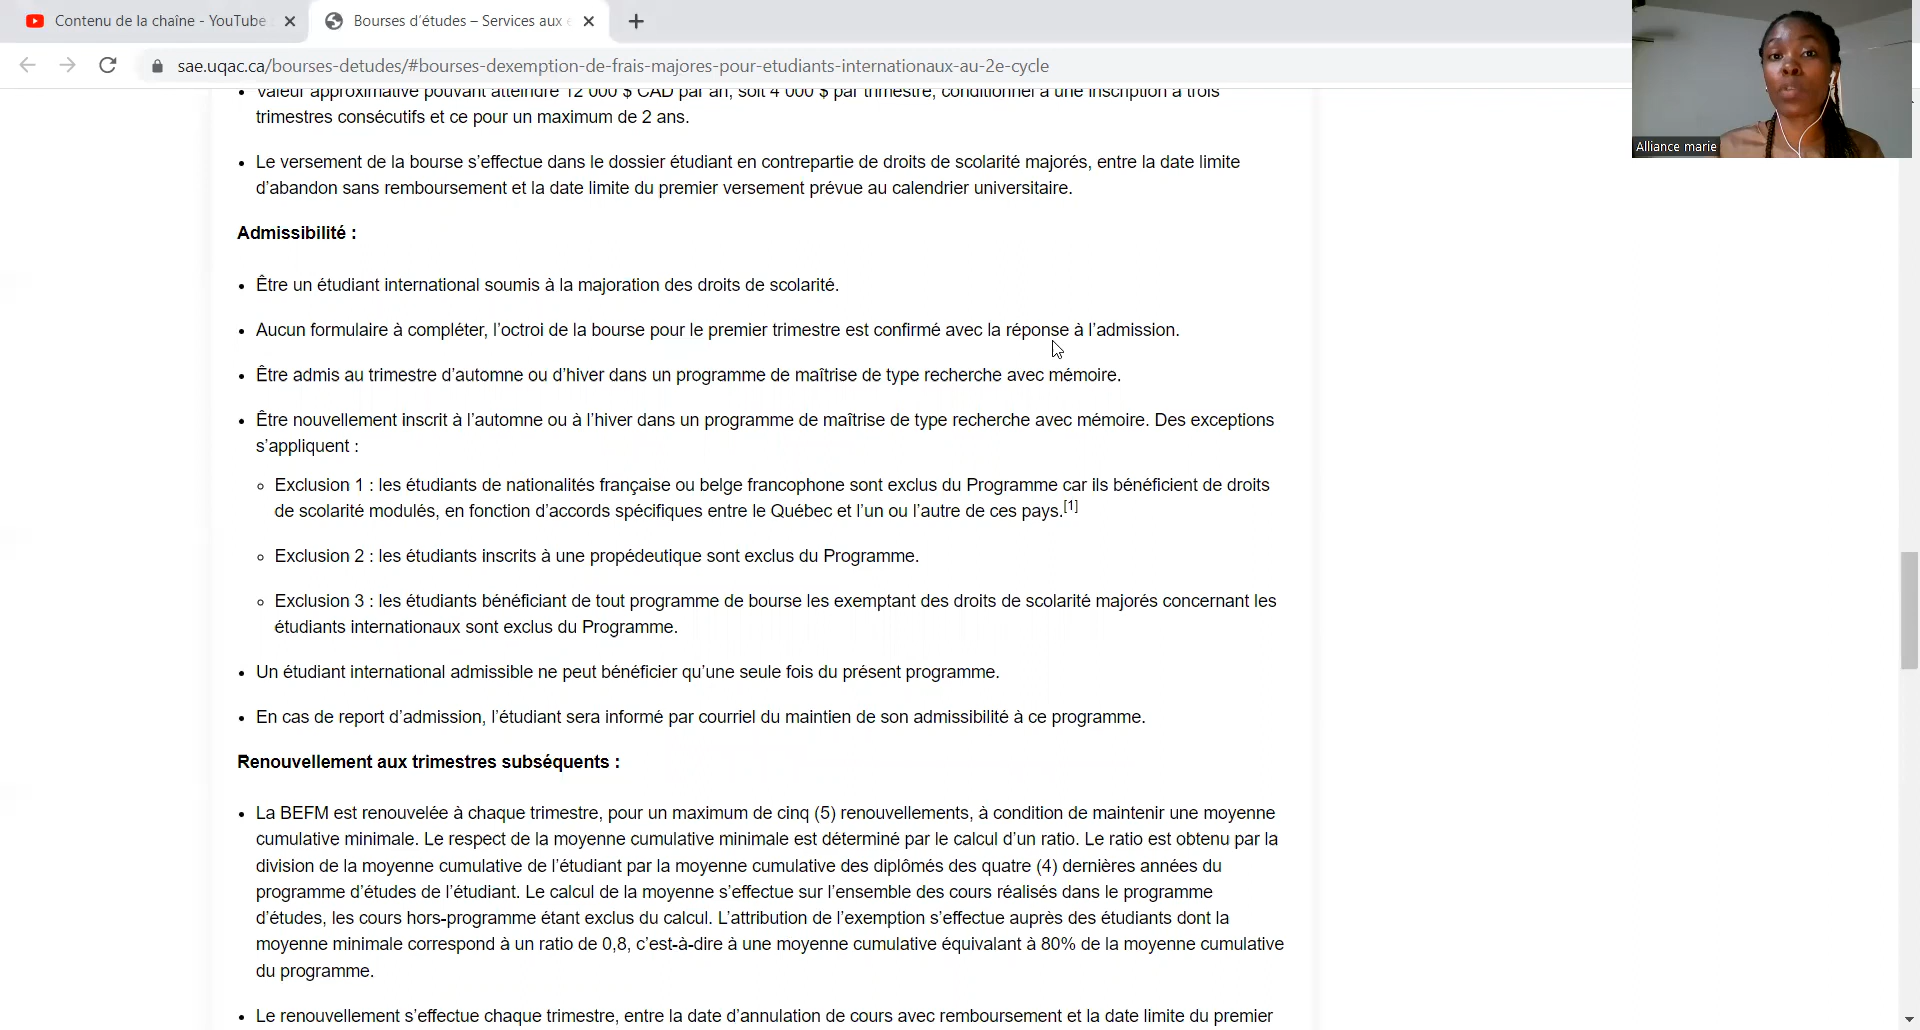 Contenu de la chaîne - YouTube
Bourses d'études – Services aux é
sae.uqac.ca/bourses-detudes/#bourses-dexemption-de-frais-majores-pour-etudiants-internationaux-au-2e-cycle
Alliance marie
• Valeur approximative pouvant atteindre 12 000 $ CAD par an, soit 4 000 $ par trimestre, conditionnel à une inscription à trois
trimestres consécutifs et ce pour un maximum de 2 ans.
• Le versement de la bourse s'effectue dans le dossier étudiant en contrepartie de droits de scolarité majorés, entre la date limite
d'abandon sans remboursement et la date limite du premier versement prévue au calendrier universitaire.
Admissibilité :
• Être un étudiant international soumis à la majoration des droits de scolarité.
• Aucun formulaire à compléter, l'octroi de la bourse pour le premier trimestre est confirmé avec la réponse à l'admission.
• Être admis au trimestre d'automne ou d'hiver dans un programme de maîtrise de type recherche avec mémoire.
• Être nouvellement inscrit à l'automne ou à l'hiver dans un programme de maîtrise de type recherche avec mémoire. Des exceptions
s'appliquent :
○ Exclusion 1 : les étudiants de nationalités française ou belge francophone sont exclus du Programme car ils bénéficient de droits
de scolarité modulés, en fonction d'accords spécifiques entre le Québec et l'un ou l'autre de ces pays.[1]
○ Exclusion 2 : les étudiants inscrits à une propédeutique sont exclus du Programme.
○ Exclusion 3 : les étudiants bénéficiant de tout programme de bourse les exemptant des droits de scolarité majorés concernant les
étudiants internationaux sont exclus du Programme.
• Un étudiant international admissible ne peut bénéficier qu'une seule fois du présent programme.
• En cas de report d'admission, l'étudiant sera informé par courriel du maintien de son admissibilité à ce programme.
Renouvellement aux trimestres subséquents :
• La BEFM est renouvelée à chaque trimestre, pour un maximum de cinq (5) renouvellements, à condition de maintenir une moyenne
cumulative minimale. Le respect de la moyenne cumulative minimale est déterminé par le calcul d'un ratio. Le ratio est obtenu par la
division de la moyenne cumulative de l'étudiant par la moyenne cumulative des diplômés des quatre (4) dernières années du
programme d'études de l'étudiant. Le calcul de la moyenne s'effectue sur l'ensemble des cours réalisés dans le programme
d'études, les cours hors-programme étant exclus du calcul. L'attribution de l'exemption s'effectue auprès des étudiants dont la
moyenne minimale correspond à un ratio de 0,8, c'est-à-dire à une moyenne cumulative équivalant à 80% de la moyenne cumulative
du programme.
• Le renouvellement s'effectue chaque trimestre, entre la date d'annulation de cours avec remboursement et la date limite du premier